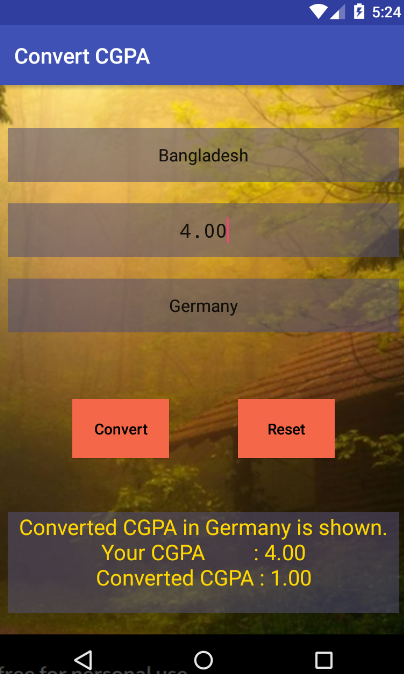 5:24
Convert CGPA
Bangladesh
4.00
Germany
Convert
Reset
Converted CGPA in Germany is shown.
Your CGPA : 4.00
Converted CGPA : 1.00
free for personal use